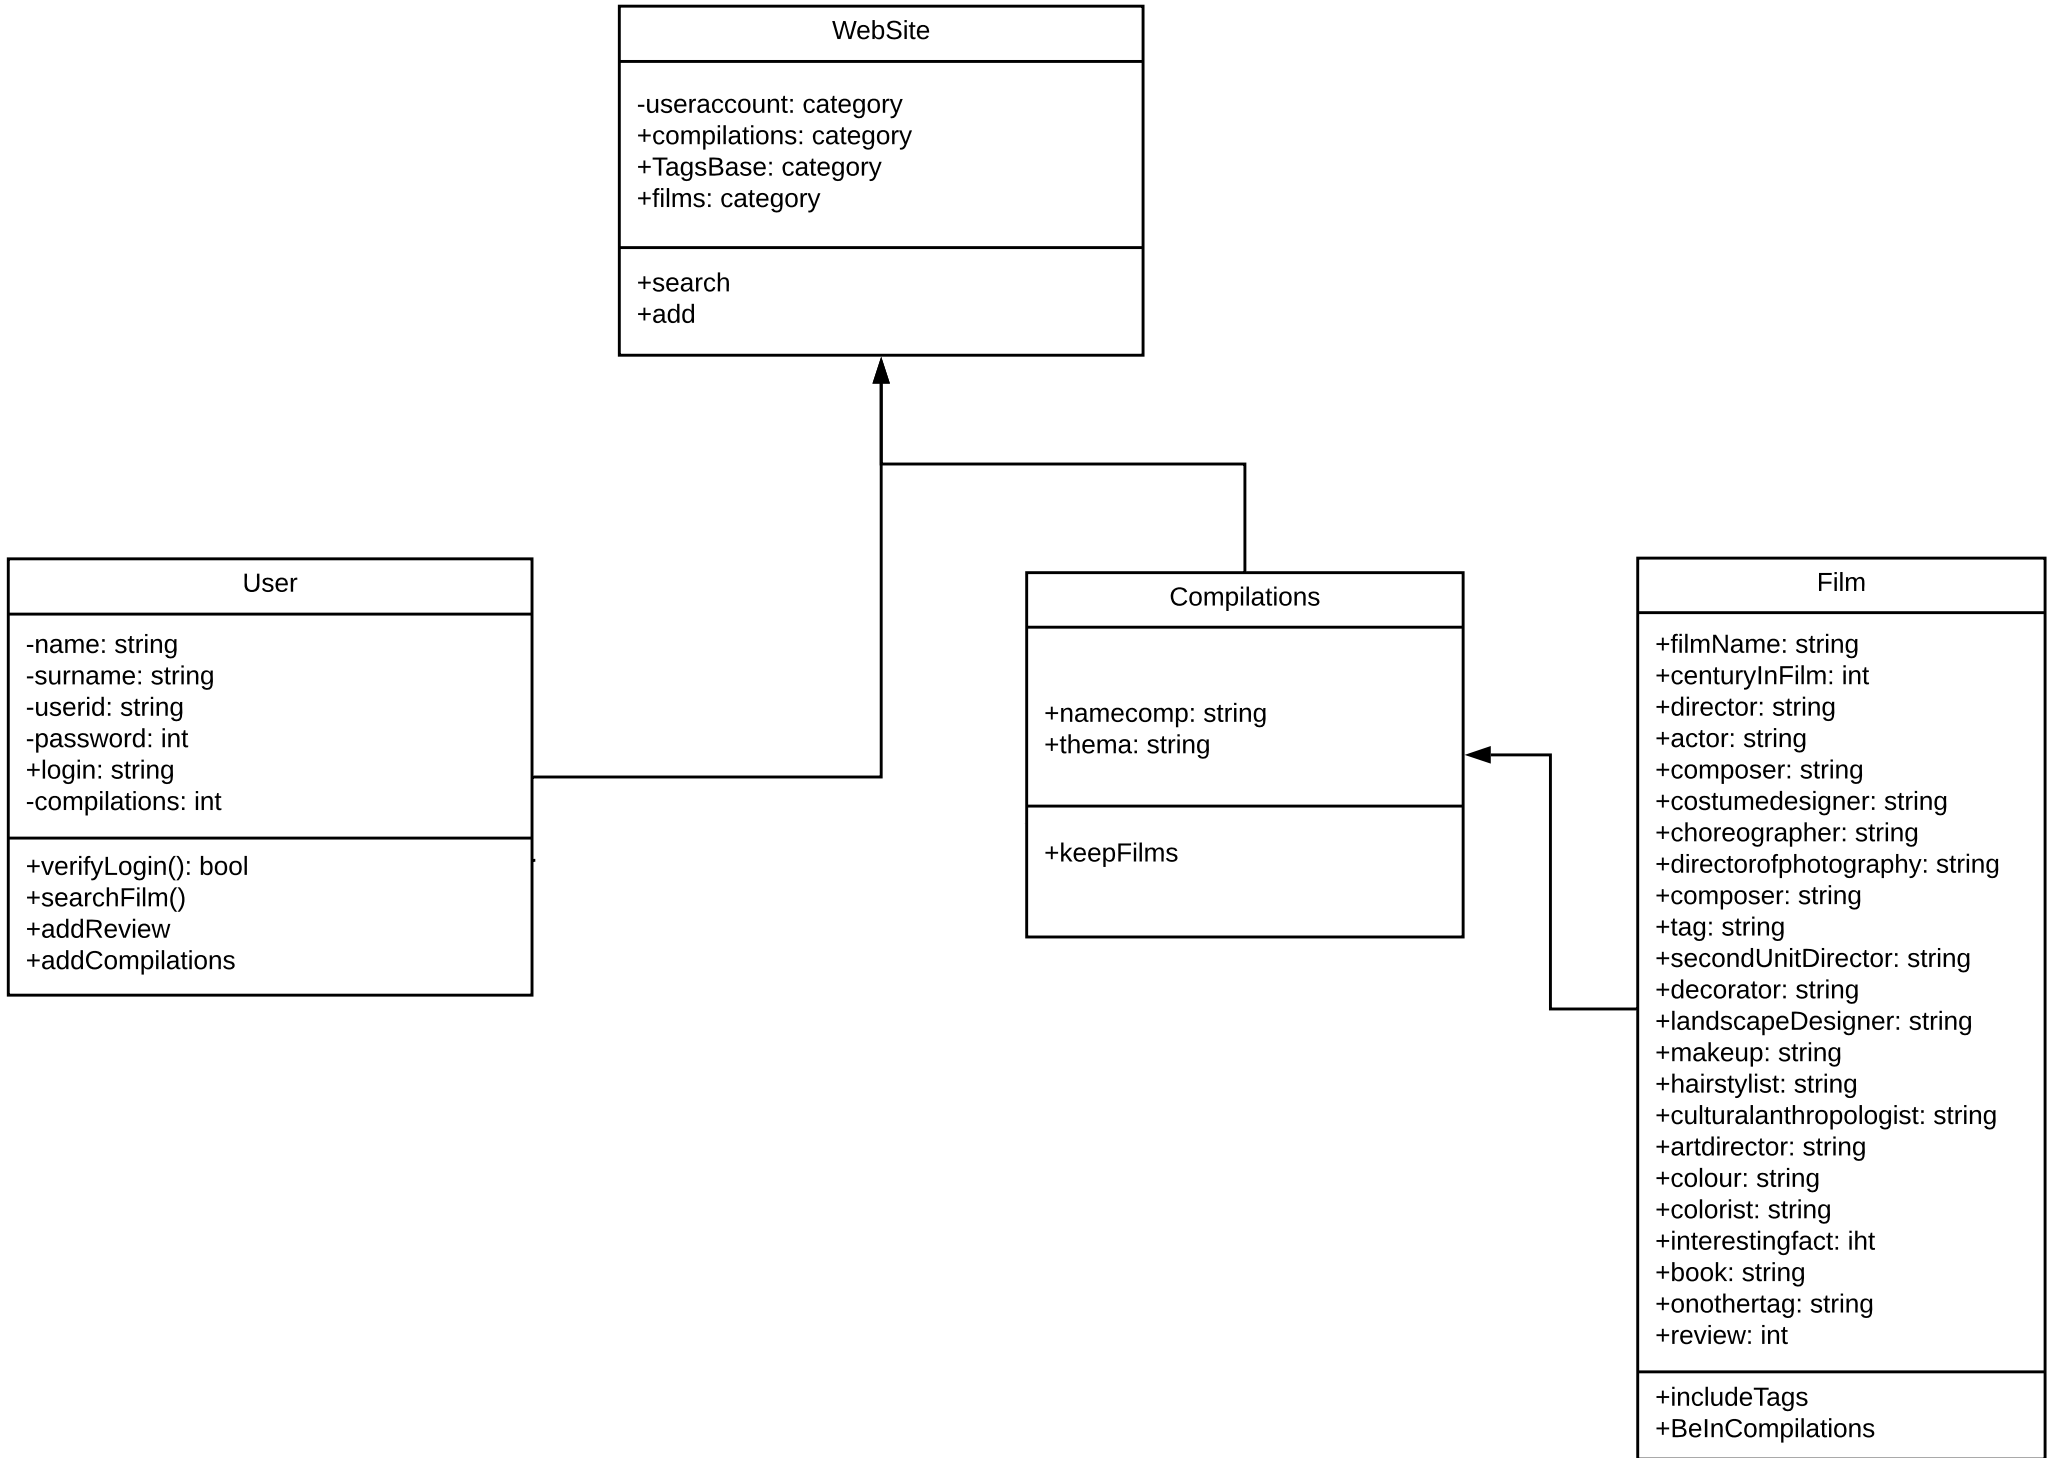 WebSite
-useraccount: category
+compilations: category
+TagsBase: category
+films: category
+search
+add
User
-name: string
-surname: string
-userid: string
-password: int
+login: string
-compilations: int
+verifyLogin(): bool
+searchFilm()
+addReview
+addCompilations
Compilations
+namecomp: string
+thema: string
+keepFilms
Film
+filmName: string
+centuryInFilm: int
+director: string
+actor: string
+composer: string
+costumedesigner: string
+choreographer: string
+directorofphotography: string
+composer: string
+tag: string
+secondUnitDirector: string
+decorator: string
+landscapeDesigner: string
+makeup: string
+hairstylist: string
+culturalanthropologist: string
+artdirector: string
+colour: string
+colorist: string
+interestingfact: iht
+book: string
+onothertag: string
+review: int
+includeTags
+BeInCompilations